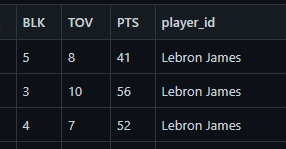 BLK TOV PTS player_id
5 8 41 Lebron James
3 10 56 Lebron James
4 7 52 Lebron James